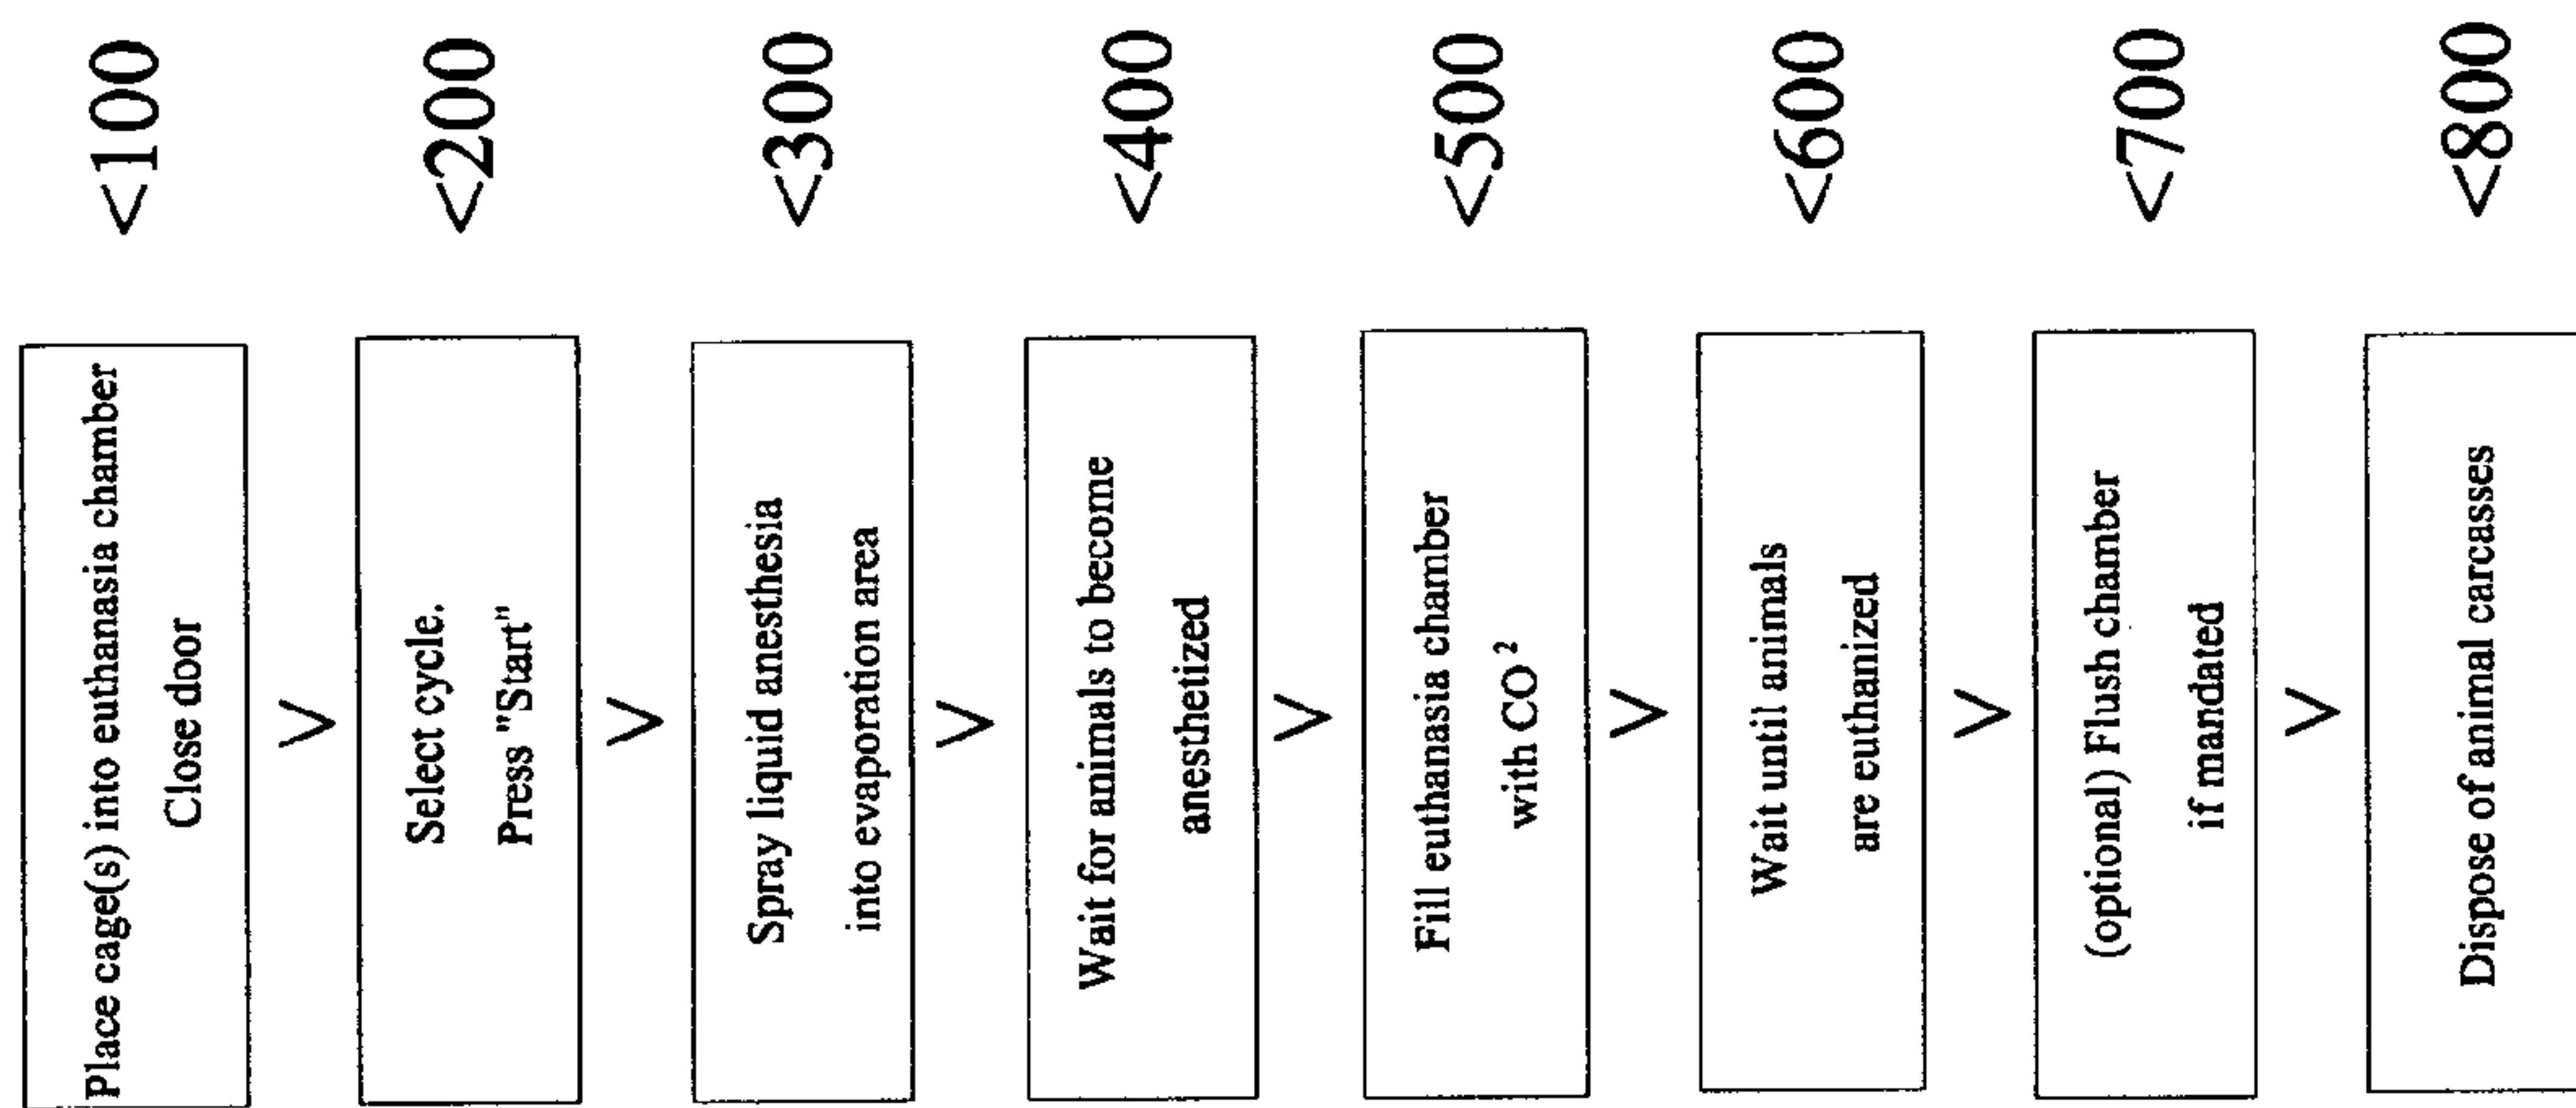 Place cage(s) into euthanasia chamber
Close door
<100
V
Select cycle.
Press "Start"
<200
V
Spray liquid anesthesia
into evaporation area
<300
V
Wait for animals to become
anesthetized
<400
V
Fill euthanasia chamber
with CO²
<500
V
Wait until animals
are euthanized
<600
V
(optional) Flush chamber
if mandated
<700
V
Dispose of animal carcasses
<800